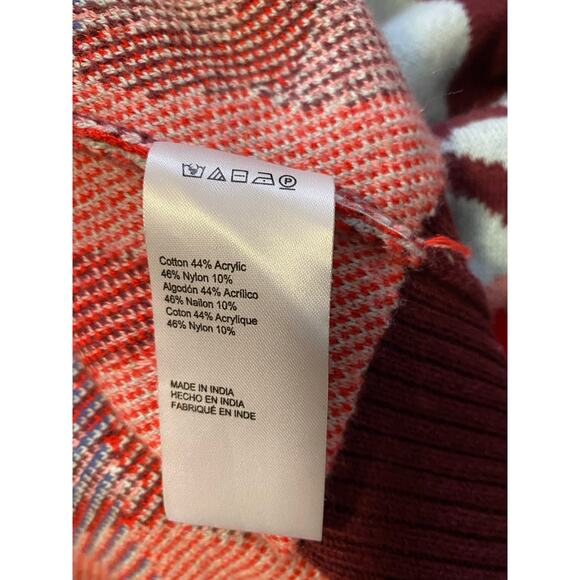 Cotton 44% Acrylic
46% Nylon 10%
Algodón 44% Acrílico
46% Nailon 10%
Coton 44% Acrylique
46% Nylon 10%
MADE IN INDIA
HECHO EN INDIA
FABRIQUÉ EN INDE